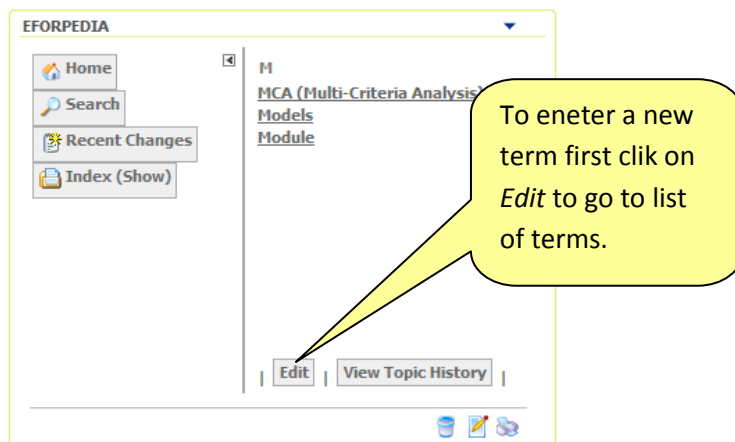 EFORPEDIA
Home
Search
Recent Changes
Index (Show)
M
MCA (Multi-Criteria Analysis)
Models
Module
To eneter a new
term first clik on
Edit to go to list
of terms.
| Edit | View Topic History |